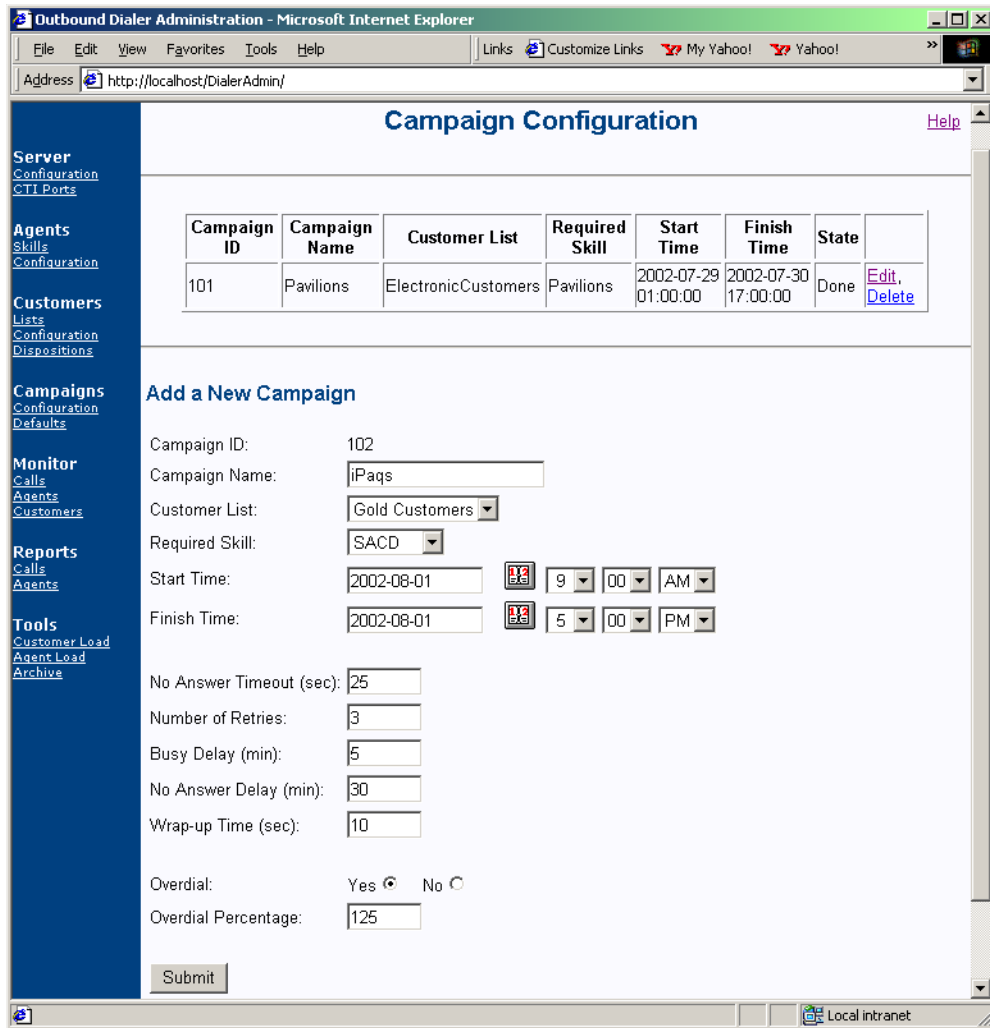 Outbound Dialer Administration - Microsoft Internet Explorer
File Edit View Favorites Tools Help Links Customize Links My Yahoo! Yahoo! »
Address http://localhost/DialerAdmin/
Campaign Configuration Help
Server
Configuration
CTI Ports
Agents
Skills
Configuration
Customers
Lists
Configuration
Dispositions
Campaigns
Configuration
Defaults
Monitor
Calls
Agents
Customers
Reports
Calls
Agents
Tools
Customer Load
Agent Load
Archive
Campaign ID Campaign Name Customer List Required Skill Start Time Finish Time State
101 Pavilions ElectronicCustomers Pavilions 2002-07-29 01:00:00 2002-07-30 17:00:00 Done Edit, Delete
Add a New Campaign
Campaign ID: 102
Campaign Name: iPaqs
Customer List: Gold Customers
Required Skill: SACD
Start Time: 2002-08-01 9 00 AM
Finish Time: 2002-08-01 5 00 PM
No Answer Timeout (sec): 25
Number of Retries: 3
Busy Delay (min): 5
No Answer Delay (min): 30
Wrap-up Time (sec): 10
Overdial: Yes No
Overdial Percentage: 125
Submit
Local intranet